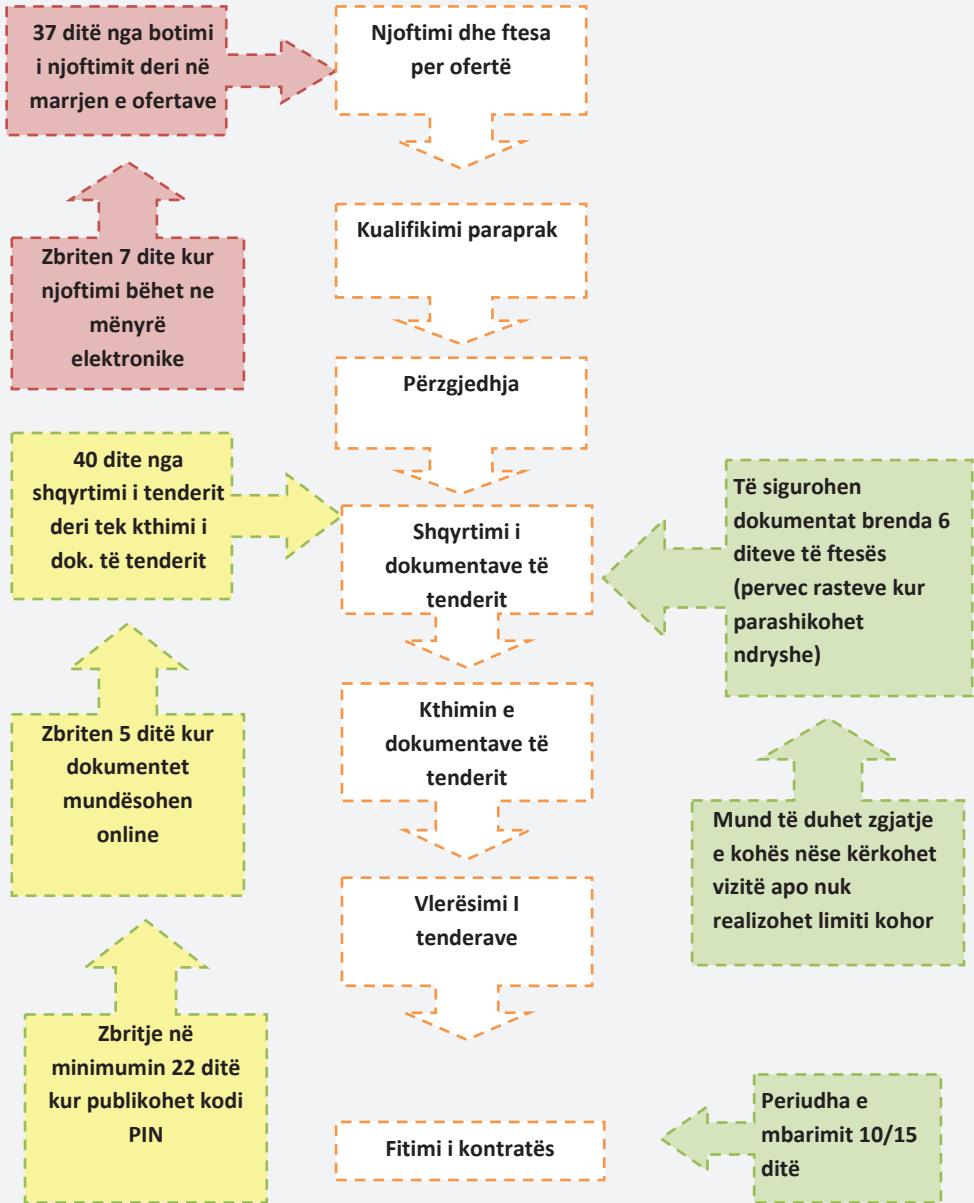 37 ditë nga botimi
i njoftimit deri në
marrjen e ofertave
Njoftimi dhe ftesa
per ofertë
Zbriten 7 dite kur
njoftimi bëhet ne
mënyrë
elektronike
Kualifikimi paraprak
Përzgjedhja
40 dite nga
shqyrtimi i tenderit
deri tek kthimi i
dok. të tenderit
Shqyrtimi i
dokumentave të
tenderit
Të sigurohen
dokumentat brenda 6
diteve të ftesës
(pervec rasteve kur
parashikohet
ndryshe)
Zbriten 5 ditë kur
dokumentet
mundësohen
online
Kthimin e
dokumentave të
tenderit
Mund të duhet zgjatje
e kohës nëse kërkohet
vizitë apo nuk
realizohet limiti kohor
Vlerësimi I
tenderave
Zbritje në
minimumin 22 ditë
kur publikohet kodi
PIN
Fitimi i kontratës
Periudha e
mbarimit 10/15
ditë